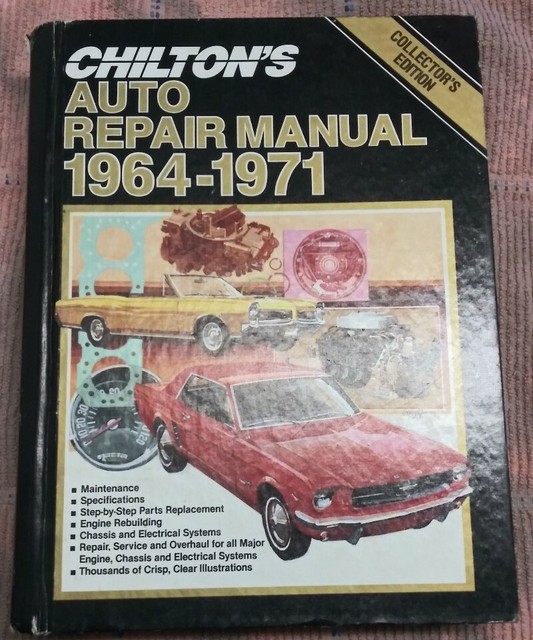 CHILTON'S
AUTO
REPAIR MANUAL
1964-1971
COLLECTOR'S
EDITION
■ Maintenance
■ Specifications
■ Step-by-Step Parts Replacement
■ Engine Rebuilding
■ Chassis and Electrical Systems
■ Repair, Service and Overhaul for all Major
Engine, Chassis and Electrical Systems
■ Thousands of Crisp, Clear Illustrations